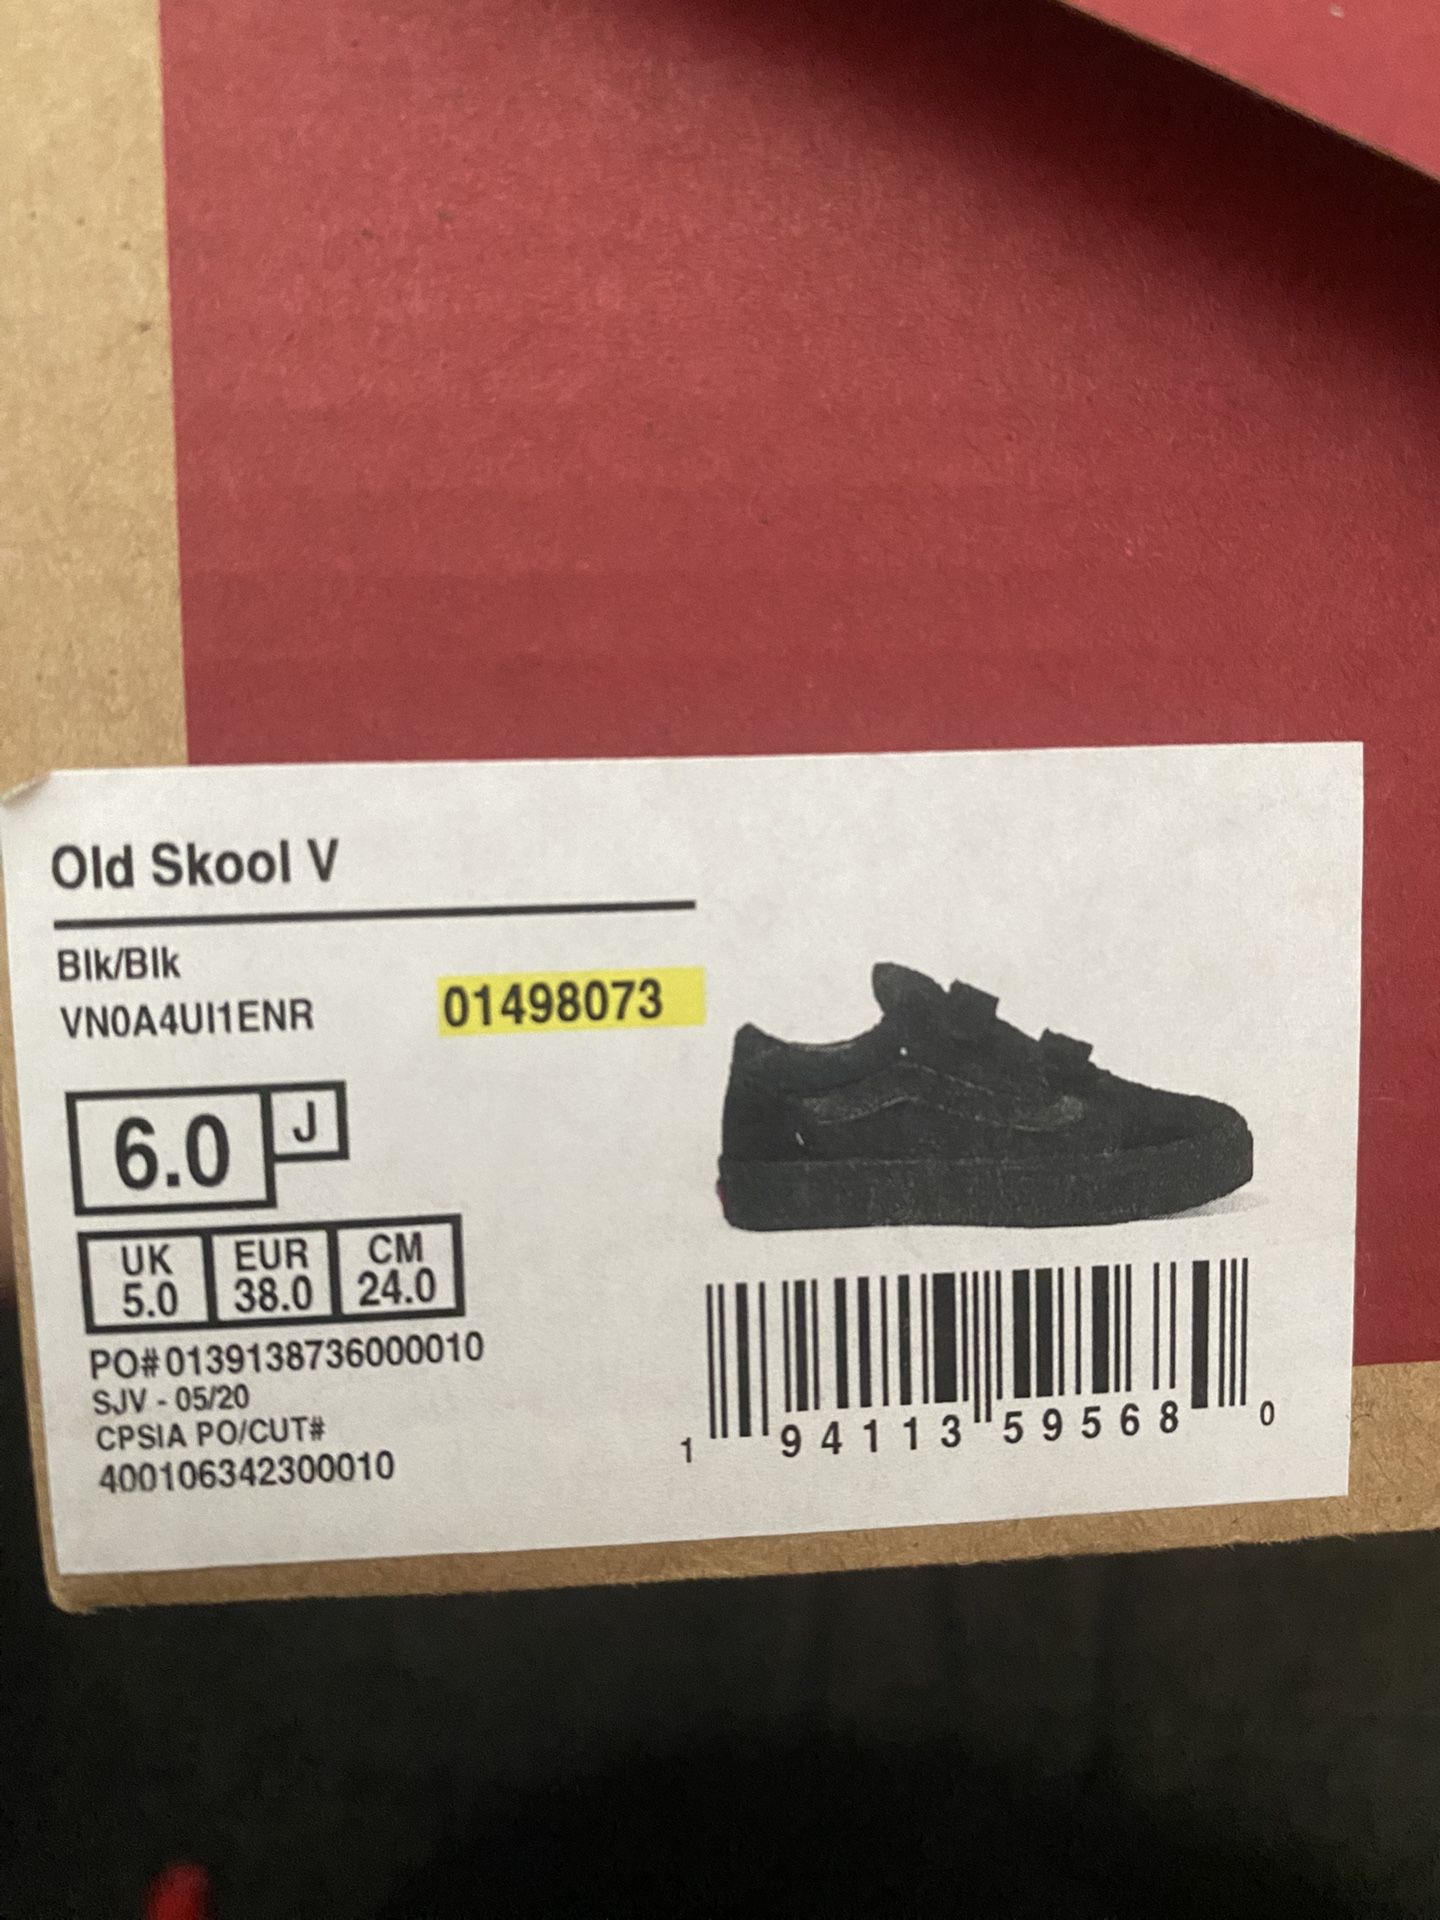 Old Skool V
Blk/Blk
VN0A4UI1ENR
01498073
6.0 J
UK EUR CM
5.0 38.0 24.0
PO#0139138736000010
SJV - 05/20
CPSIA PO/CUT#
400106342300010
1 94113 59568 0